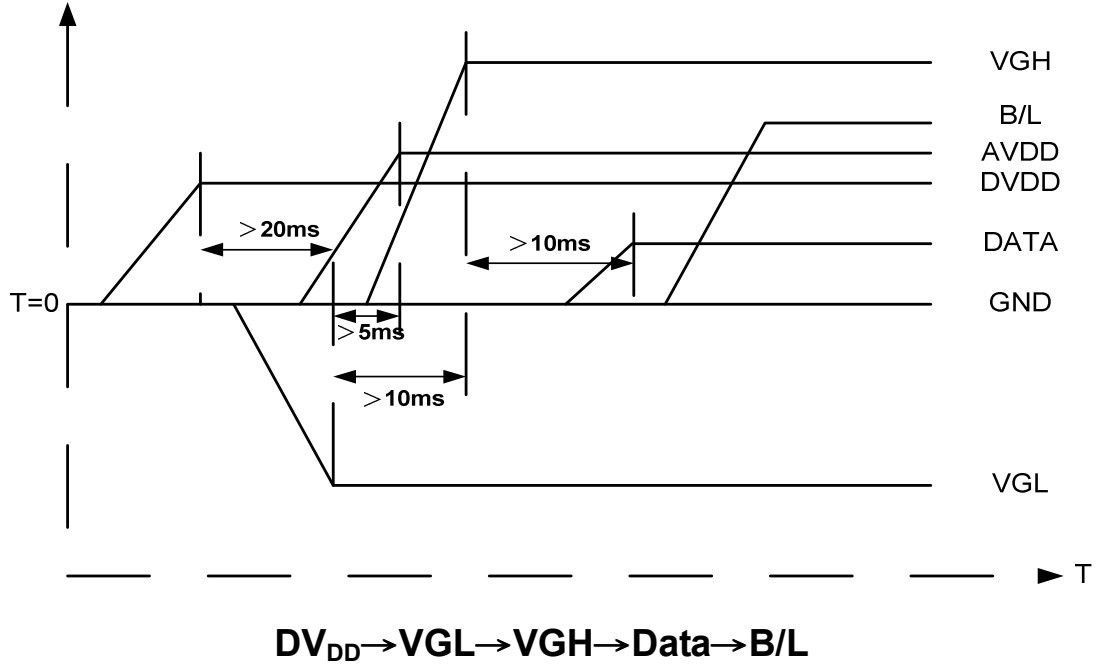 VGH
B/L
AVDD
DVDD
>20ms
>10ms
DATA
T=0
GND
>5ms
>10ms
VGL
T
DVDD→VGL→VGH→Data→B/L